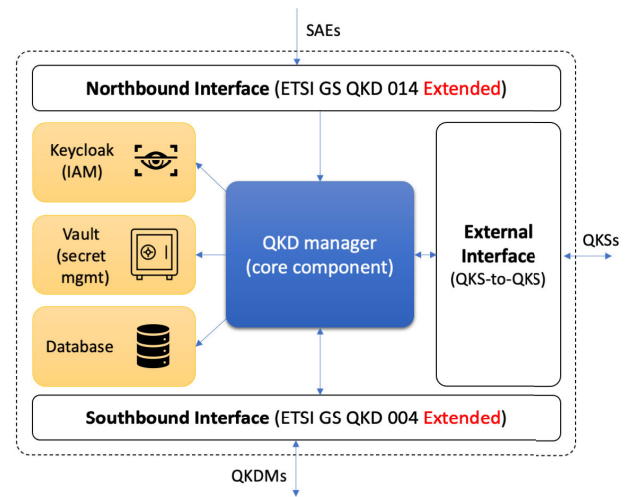 SAEs
Northbound Interface (ETSI GS QKD 014 Extended)
Keycloak
(IAM)
Vault
(secret
mgmt)
Database
QKD manager
(core component)
External
Interface
(QKS-to-QKS)
QKSs
Southbound Interface (ETSI GS QKD 004 Extended)
QKDMs